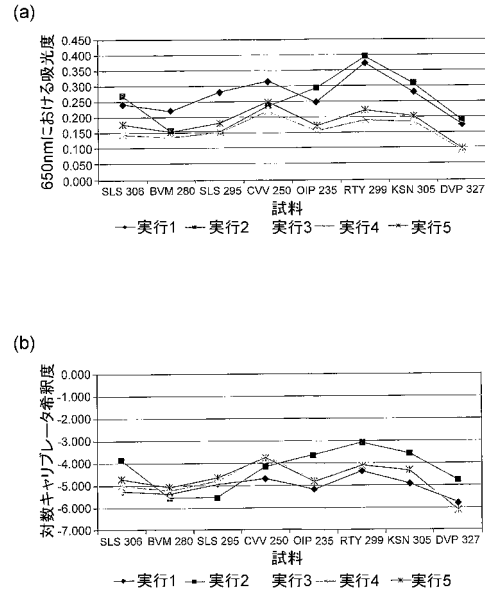 (a)
650nmにおける吸光度
0.450
0.400
0.350
0.300
0.250
0.200
0.150
0.100
0.050
0.000
SLS 306 BVM 280 SLS 295 CVV 250 OIP 235 RTY 299 KSN 305 DVP 327
試料
実行1 実行2 実行3 実行4 実行5
(b)
対数キャリブレータ希釈度
0.000
-1.000
-2.000
-3.000
-4.000
-5.000
-6.000
-7.000
SLS 306 BVM 280 SLS 295 CVV 250 OIP 235 RTY 299 KSN 305 DVP 327
試料
実行1 実行2 実行3 実行4 実行5